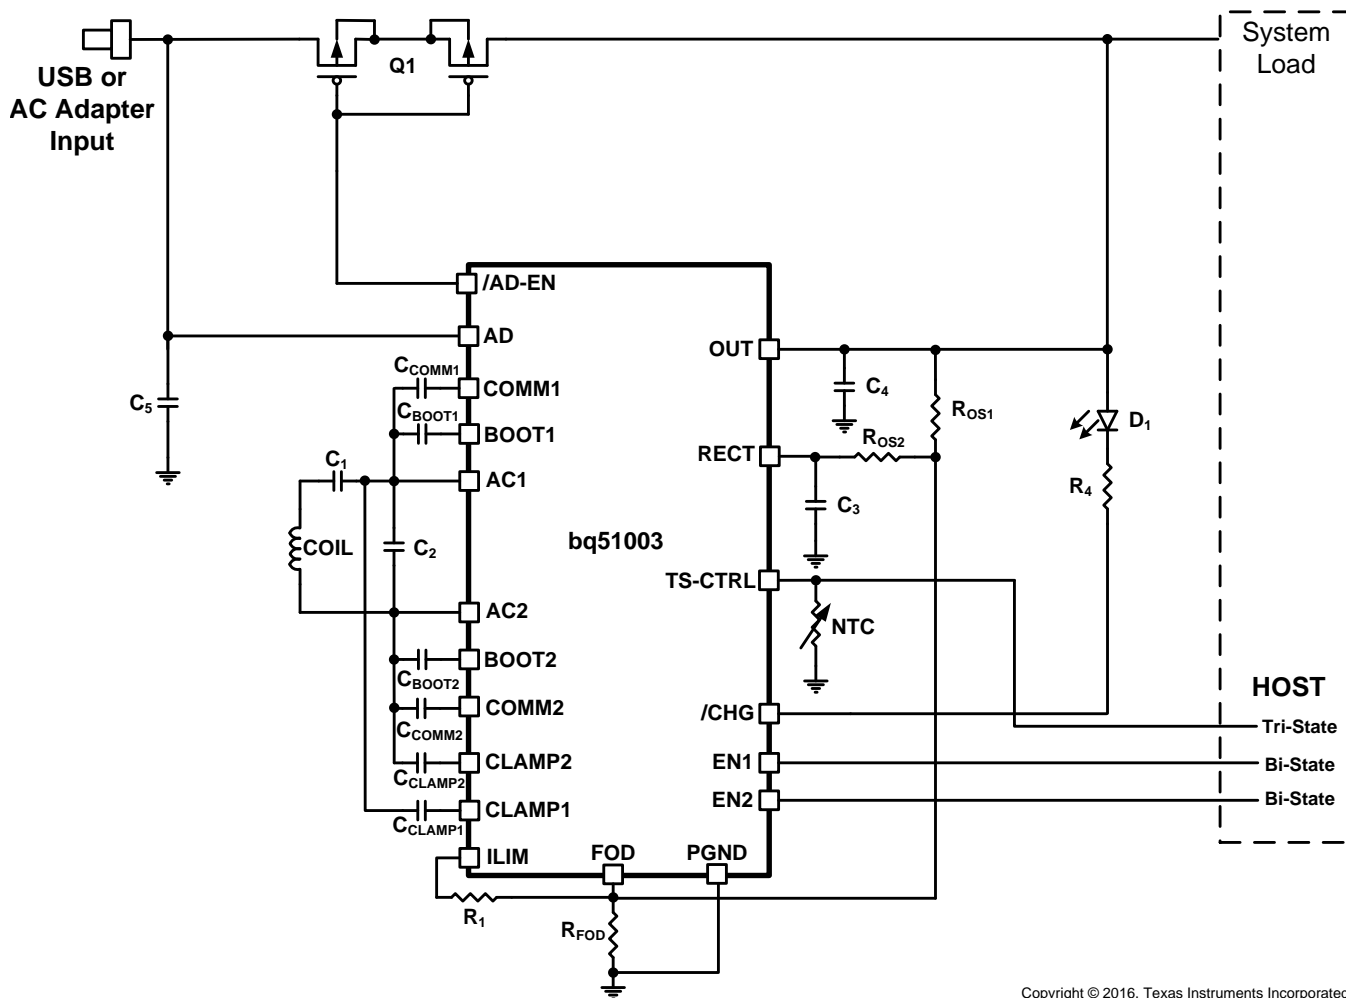 USB or
AC Adapter
Input
Q1
System
Load
/AD-EN
AD
COMM1
BOOT1
AC1
AC2
BOOT2
COMM2
CLAMP2
CLAMP1
ILIM
FOD
PGND
OUT
RECT
TS-CTRL
/CHG
EN1
EN2
bq51003
CCOMM1
CBOOT1
C5
C1
COIL
C2
CBOOT2
CCOMM2
CCLAMP2
CCLAMP1
R1
RFOD
C4
ROS1
ROS2
C3
D1
R4
NTC
HOST
Tri-State
Bi-State
Bi-State
Copyright © 2016, Texas Instruments Incorporated